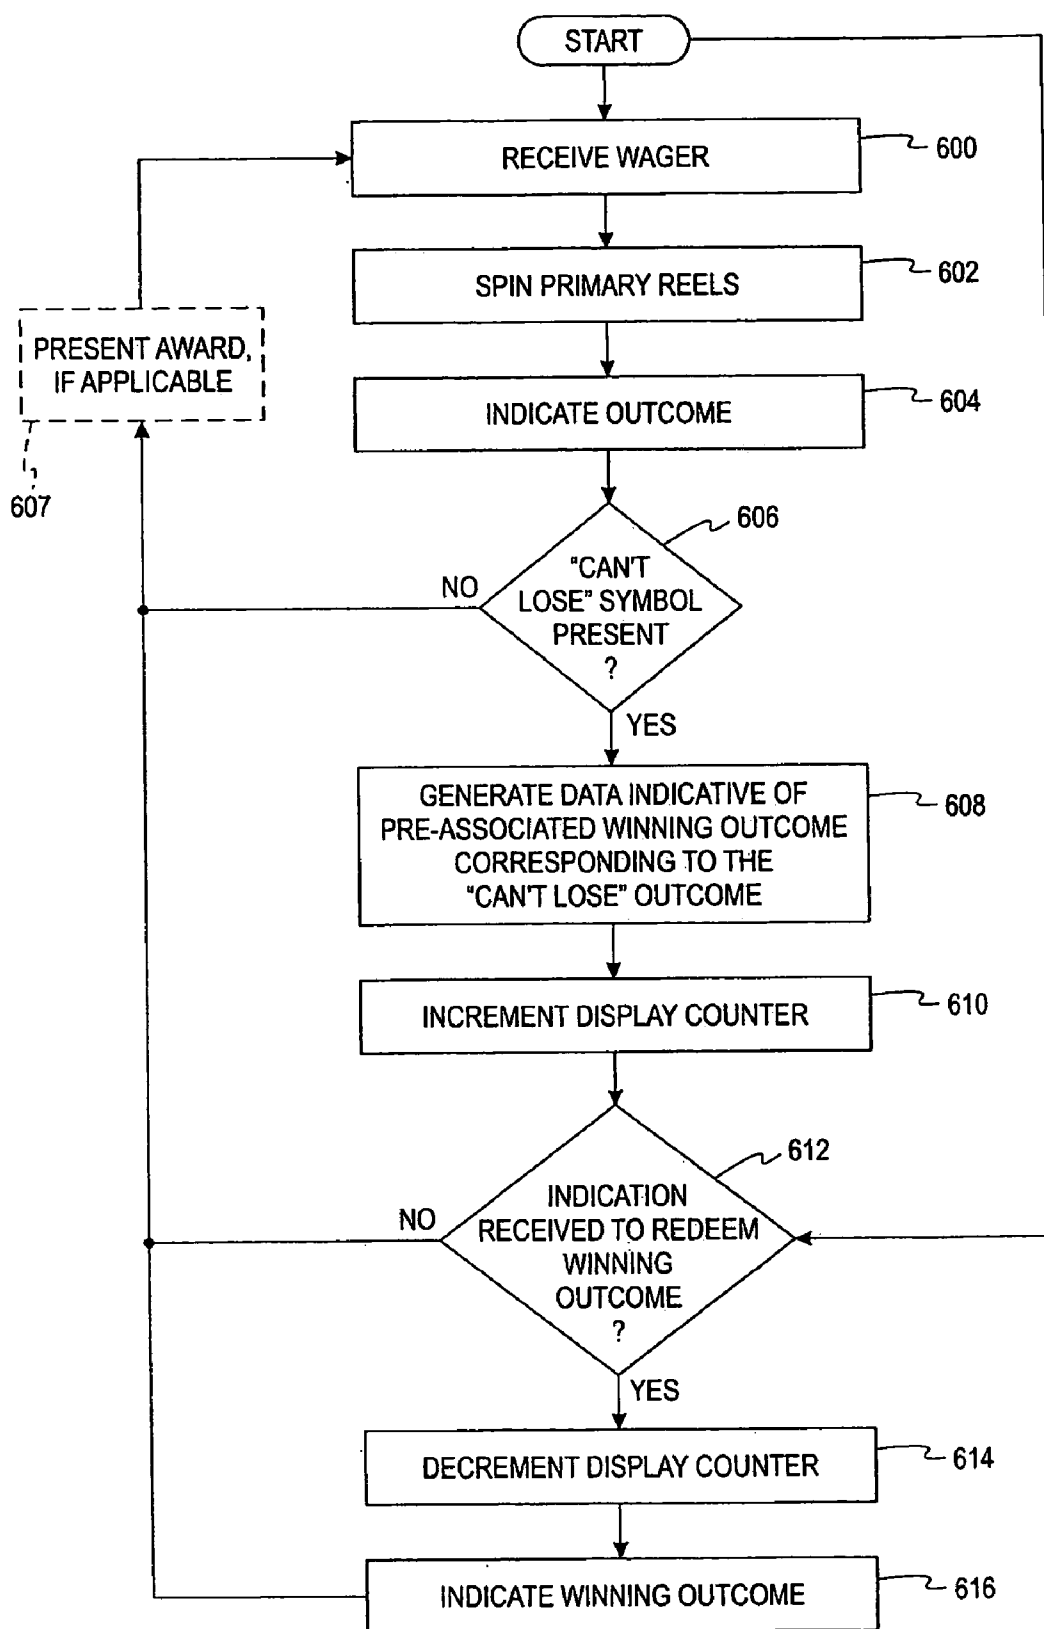 START
RECEIVE WAGER
600
SPIN PRIMARY REELS
602
PRESENT AWARD,
IF APPLICABLE
607
INDICATE OUTCOME
604
606
"CAN'T
LOSE" SYMBOL
PRESENT
?
NO
YES
GENERATE DATA INDICATIVE OF
PRE-ASSOCIATED WINNING OUTCOME
CORRESPONDING TO THE
"CAN'T LOSE" OUTCOME
608
INCREMENT DISPLAY COUNTER
610
612
INDICATION
RECEIVED TO REDEEM
WINNING
OUTCOME
?
NO
YES
DECREMENT DISPLAY COUNTER
614
INDICATE WINNING OUTCOME
616